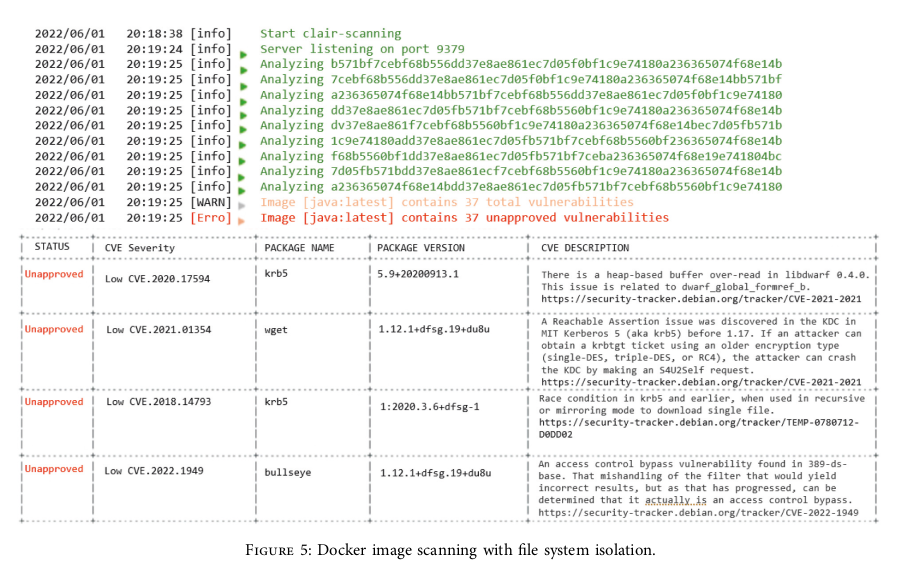 2022/06/01 20:18:38 [info] Start clair-scanning
2022/06/01 20:19:24 [info] Server listening on port 9379
2022/06/01 20:19:25 [info] Analyzing b571bf7cebf68b556dd37e8ae861ec7d05f0bf1c9e74180a236365074f68e14b
2022/06/01 20:19:25 [info] Analyzing 7cebf68b556dd37e8ae861ec7d05f0bf1c9e74180a236365074f68e14bb571bf
2022/06/01 20:19:25 [info] Analyzing a236365074f68e14bb571bf7cebf68b556dd37e8ae861ec7d05f0bf1c9e74180
2022/06/01 20:19:25 [info] Analyzing dd37e8ae861ec7d05fb571bf7cebf68b5560bf1c9e74180a236365074f68e14b
2022/06/01 20:19:25 [info] Analyzing dv37e8ae861f7cebf68b5560bf1c9e74180a236365074f68e14bec7d05fb571b
2022/06/01 20:19:25 [info] Analyzing 1c9e74180add37e8ae861ec7d05fb571bf7cebf68b5560bf236365074f68e14b
2022/06/01 20:19:25 [info] Analyzing f68b5560bf1dd37e8ae861ec7d05fb571bf7ceba236365074f68e19e741804bc
2022/06/01 20:19:25 [info] Analyzing 7d05fb571bdd37e8ae861ecf7cebf68b5560bf1c9e74180a236365074f68e14b
2022/06/01 20:19:25 [info] Analyzing a236365074f68e14bdd37e8ae861ec7d05fb571bf7cebf68b5560bf1c9e74180
2022/06/01 20:19:25 [WARN] Image [java:latest] contains 37 total vulnerabilities
2022/06/01 20:19:25 [Erro] Image [java:latest] contains 37 unapproved vulnerabilities
STATUS CVE Severity PACKAGE NAME PACKAGE VERSION CVE DESCRIPTION
Unapproved Low CVE.2020.17594 krb5 5.9+20200913.1
There is a heap-based buffer over-read in libdwarf 0.4.0.
This issue is related to dwarf_global_formref_b.
https://security-tracker.debian.org/tracker/CVE-2021-2021
Unapproved Low CVE.2021.01354 wget 1.12.1+dfsg.19+du8u
A Reachable Assertion issue was discovered in the KDC in
MIT Kerberos 5 (aka krb5) before 1.17. If an attacker can
obtain a krbtgt ticket using an older encryption type
(single-DES, triple-DES, or RC4), the attacker can crash
the KDC by making an S4U2Self request.
https://security-tracker.debian.org/tracker/CVE-2021-2021
Unapproved Low CVE.2018.14793 krb5 1:2020.3.6+dfsg-1
Race condition in krb5 and earlier, when used in recursive
or mirroring mode to download single file.
https://security-tracker.debian.org/tracker/TEMP-0780712-
D0DD02
Unapproved Low CVE.2022.1949 bullseye 1.12.1+dfsg.19+du8u
An access control bypass vulnerability found in 389-ds-
base. That mishandling of the filter that would yield
incorrect results, but as that has progressed, can be
determined that it actually is an access control bypass.
https://security-tracker.debian.org/tracker/CVE-2022-1949
FIGURE 5: Docker image scanning with file system isolation.